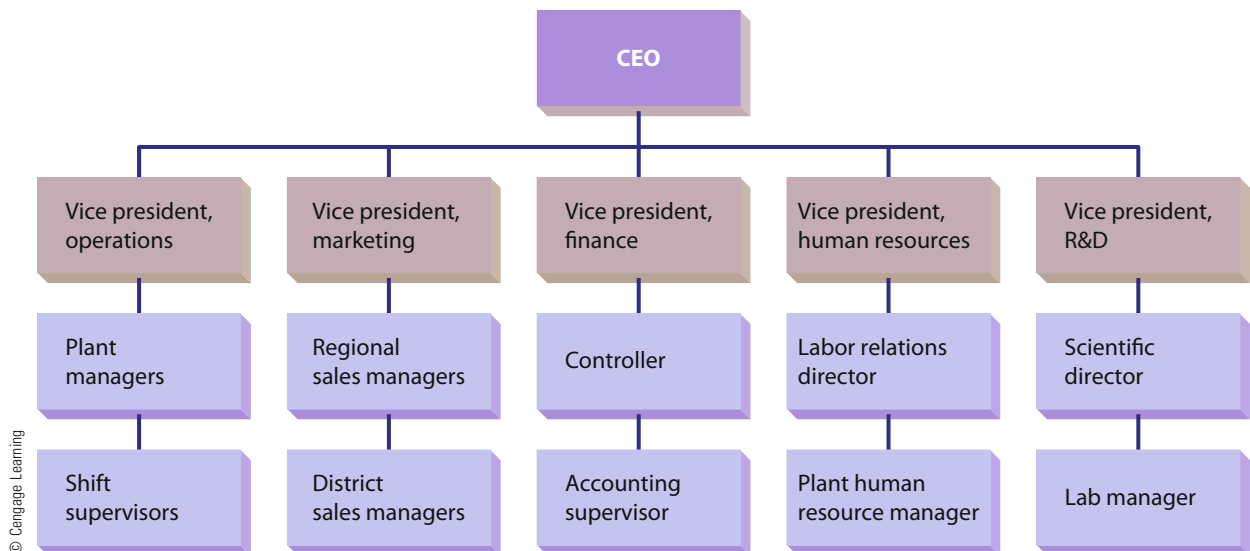 CEO
Vice president,
operations
Vice president,
marketing
Vice president,
finance
Vice president,
human resources
Vice president,
R&D
Plant
managers
Regional
sales managers
Controller
Labor relations
director
Scientific
director
Shift
supervisors
District
sales managers
Accounting
supervisor
Plant human
resource manager
Lab manager
© Cengage Learning